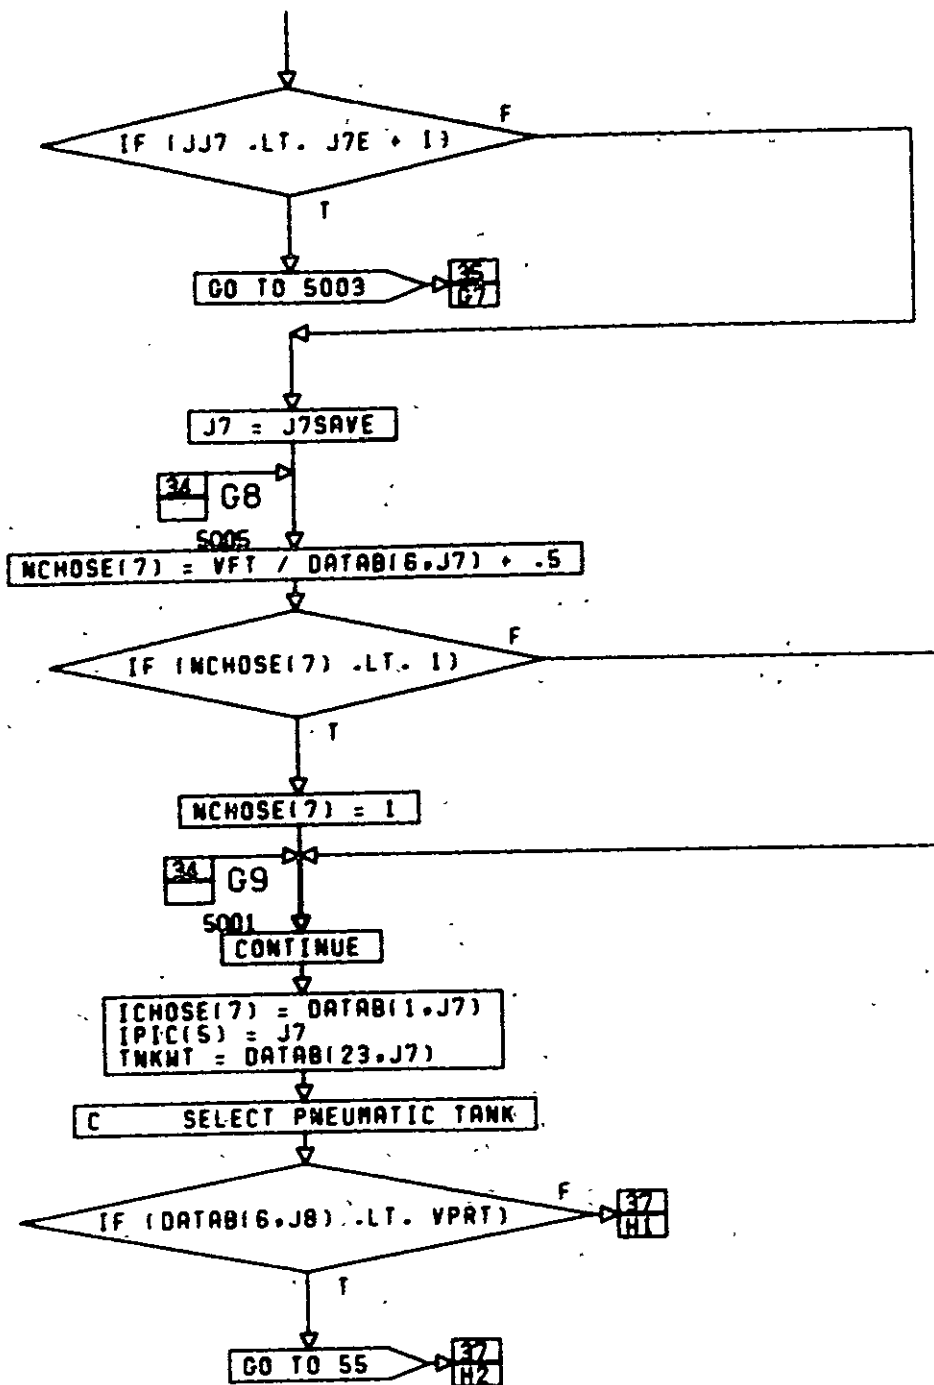 F
IF (JJ7 .LT. J7E + 1)
T
GO TO 5003
35
G7
J7 = J7SAVE
34
G8
5005
NCHOSE(7) = VFT / DATAB(6,J7) + .5
F
IF (NCHOSE(7) .LT. 1)
T
NCHOSE(7) = 1
34
G9
5001
CONTINUE
ICHOSE(7) = DATAB(1,J7)
IPIC(5) = J7
TNKWT = DATAB(23,J7)
C SELECT PNEUMATIC TANK
F
IF (DATAB(6,J8) .LT. VPRT)
37
H1
T
GO TO 55
37
H2